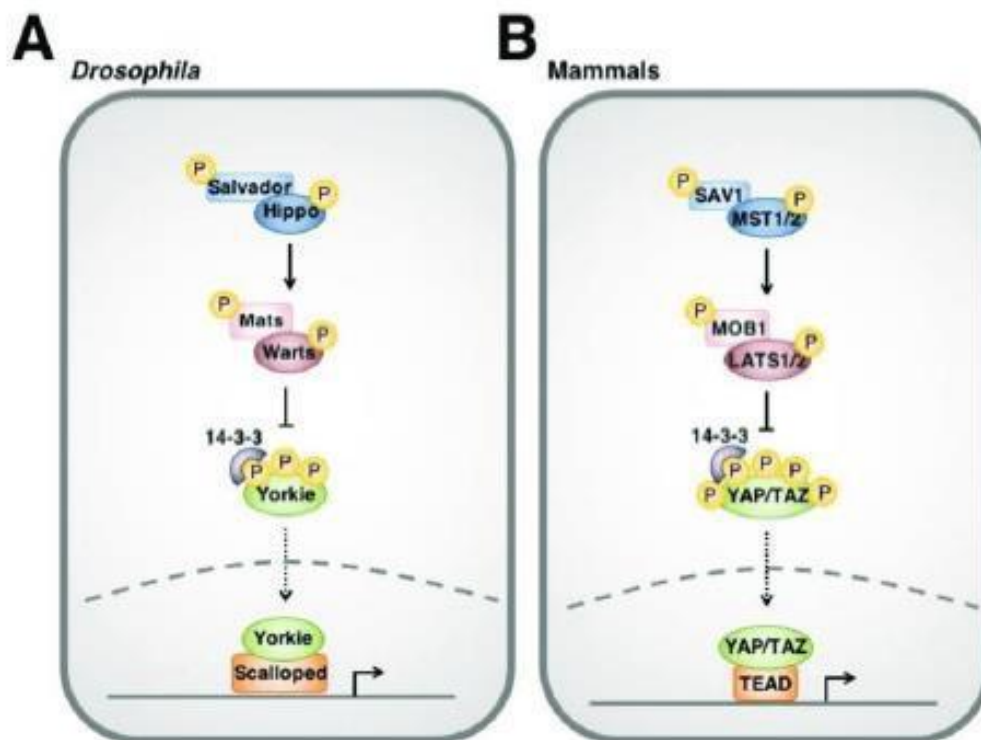 A
Drosophila
P
Salvador
P
Hippo
P
Mats
P
Warts
14-3-3
P
P
P
Yorkie
Yorkie
Scalloped
B
Mammals
P
SAV1
P
MST1/2
P
MOB1
P
LATS1/2
14-3-3
P
P
P
P
P
YAP/TAZ
YAP/TAZ
TEAD